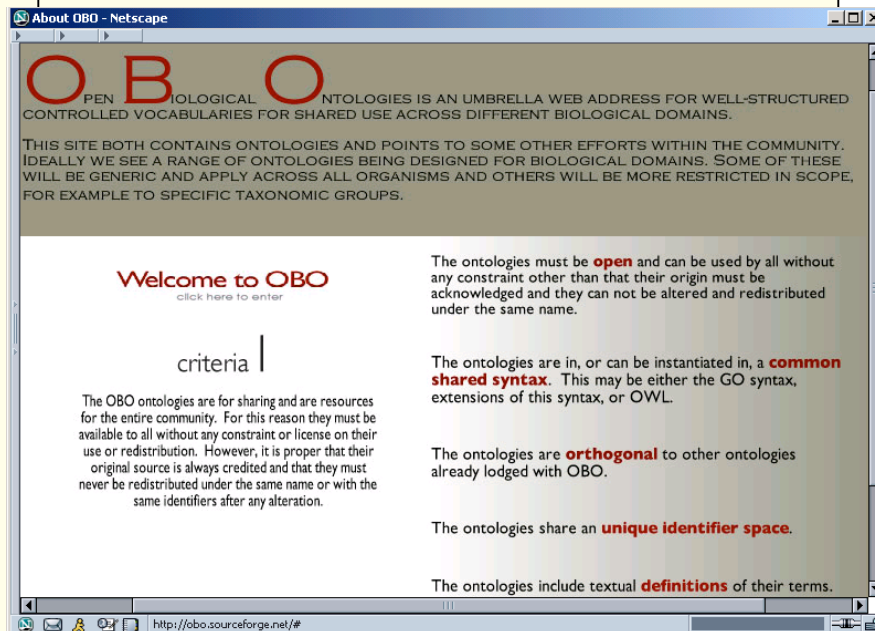 About OBO - Netscape
OPEN BIOLOGICAL ONTOLOGIES IS AN UMBRELLA WEB ADDRESS FOR WELL-STRUCTURED
CONTROLLED VOCABULARIES FOR SHARED USE ACROSS DIFFERENT BIOLOGICAL DOMAINS.
THIS SITE BOTH CONTAINS ONTOLOGIES AND POINTS TO SOME OTHER EFFORTS WITHIN THE COMMUNITY.
IDEALLY WE SEE A RANGE OF ONTOLOGIES BEING DESIGNED FOR BIOLOGICAL DOMAINS. SOME OF THESE
WILL BE GENERIC AND APPLY ACROSS ALL ORGANISMS AND OTHERS WILL BE MORE RESTRICTED IN SCOPE,
FOR EXAMPLE TO SPECIFIC TAXONOMIC GROUPS.
Welcome to OBO
click here to enter
criteria
The OBO ontologies are for sharing and are resources
for the entire community. For this reason they must be
available to all without any constraint or license on their
use or redistribution. However, it is proper that their
original source is always credited and that they must
never be redistributed under the same name or with the
same identifiers after any alteration.
The ontologies must be open and can be used by all without
any constraint other than that their origin must be
acknowledged and they can not be altered and redistributed
under the same name.
The ontologies are in, or can be instantiated in, a common
shared syntax. This may be either the GO syntax,
extensions of this syntax, or OWL.
The ontologies are orthogonal to other ontologies
already lodged with OBO.
The ontologies share an unique identifier space.
The ontologies include textual definitions of their terms.
http://obo.sourceforge.net/#